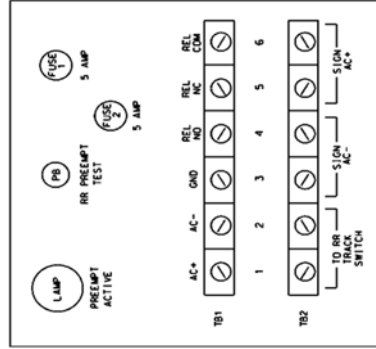 LAMP
PREEMPT
ACTIVE
PB
RR PREEMPT
TEST
FUSE
1
5 AMP
FUSE
2
5 AMP
AC+
AC-
GND
REL
NO
REL
NC
REL
COM
TB1
1 2 3 4 5 6
TB2
TO RR
TRACK
SWITCH
SIGN
AC-
SIGN
AC+